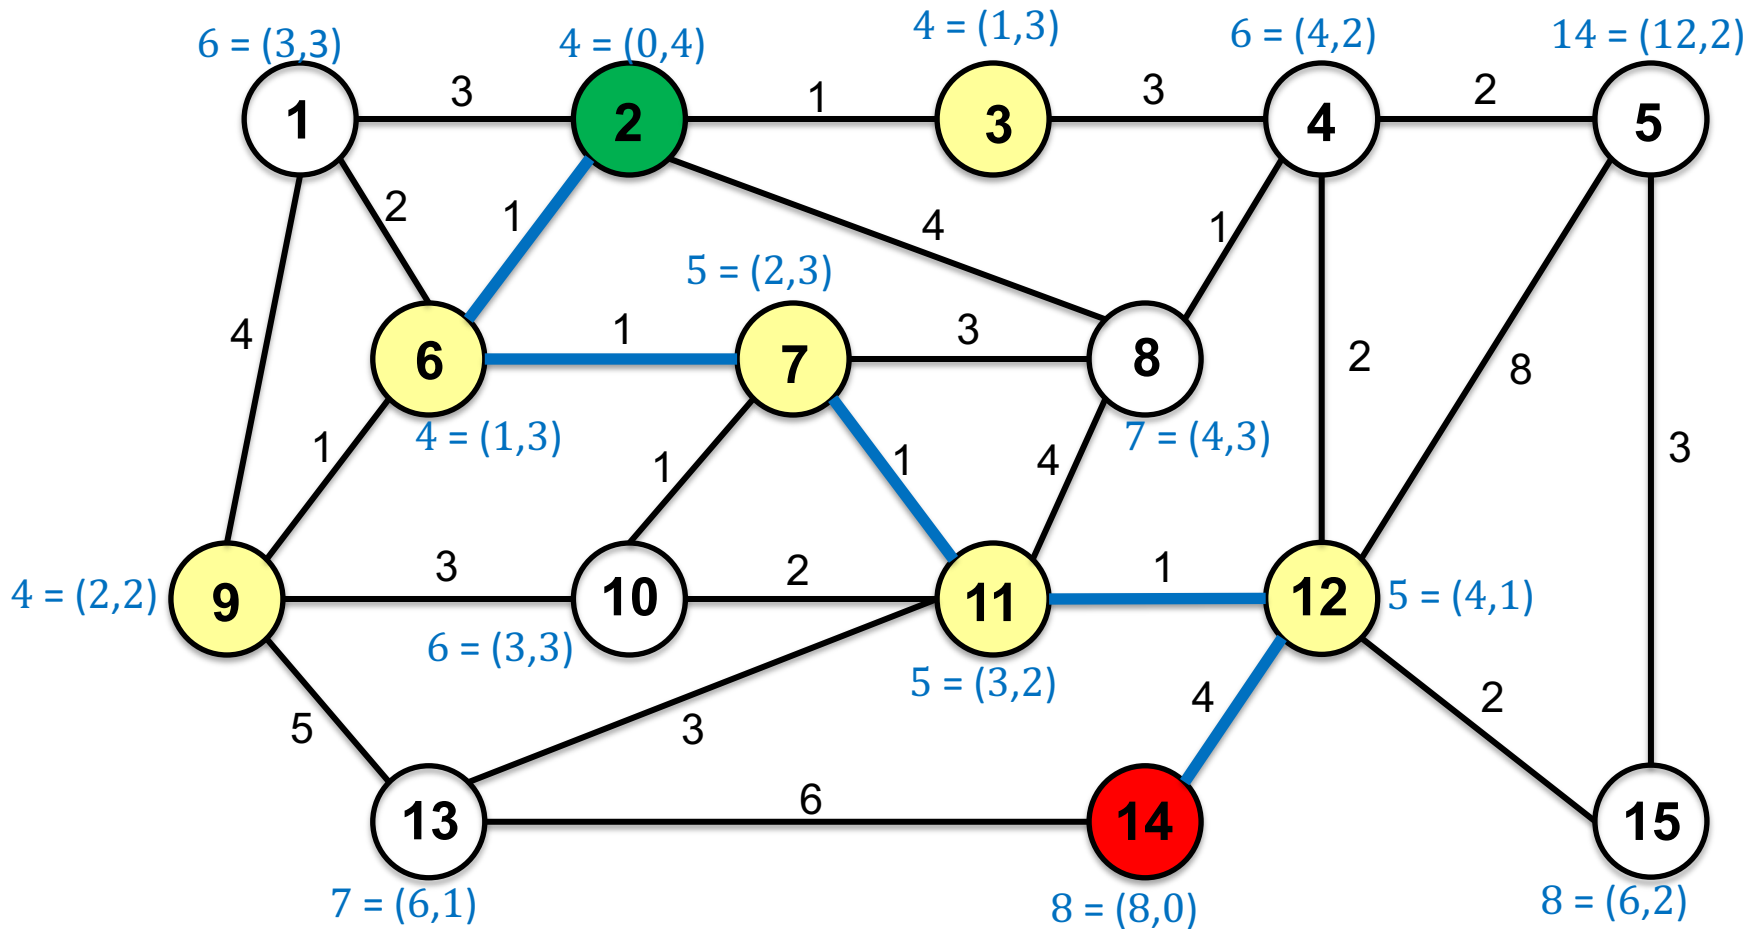 6 = (3,3)
4 = (0,4)
4 = (1,3)
6 = (4,2)
14 = (12,2)
1
3
2
1
3
3
4
2
5
2
1
4
1
5 = (2,3)
4
6
1
7
3
8
2
8
4 = (1,3)
7 = (4,3)
3
1
1
1
4
4 = (2,2)
9
3
10
2
11
1
12
5 = (4,1)
6 = (3,3)
5 = (3,2)
5
3
4
2
13
6
14
15
7 = (6,1)
8 = (8,0)
8 = (6,2)